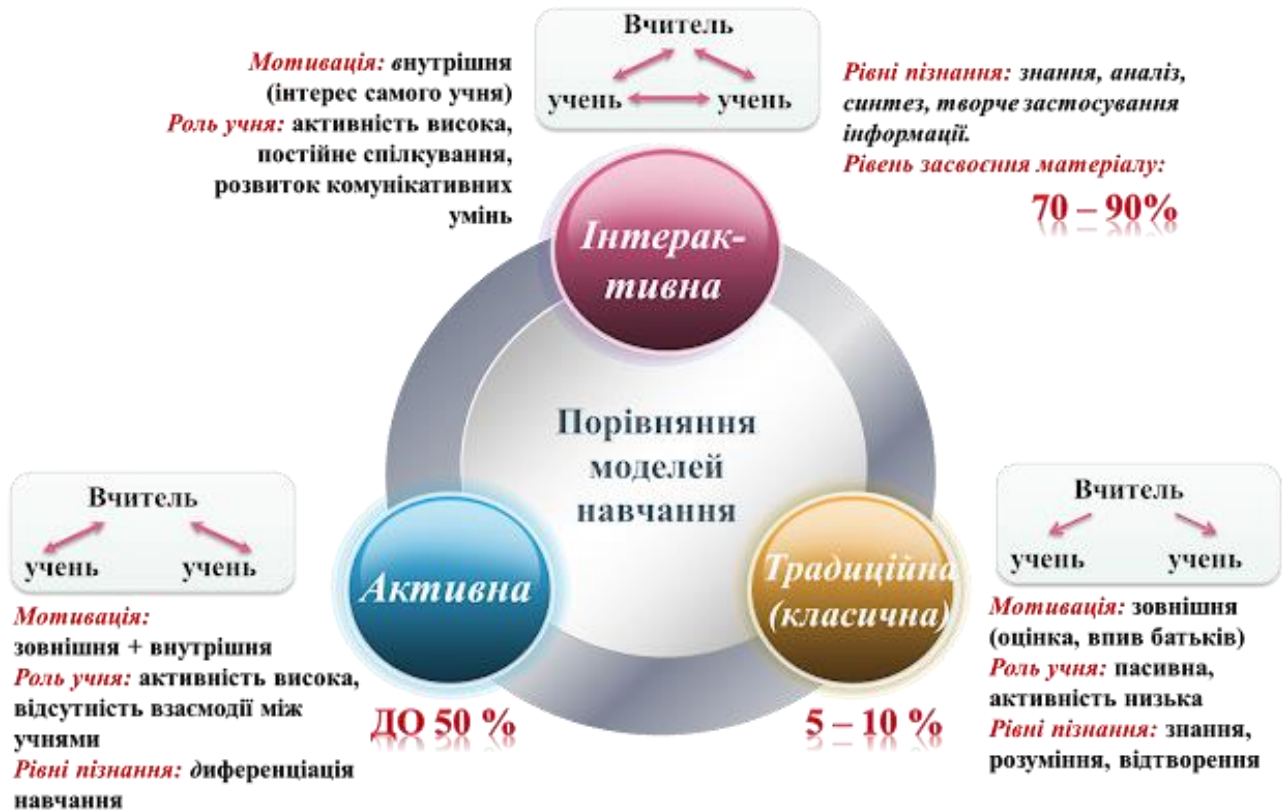 Вчитель
учень учень
Мотивація: внутрішня
(інтерес самого учня)
Роль учня: активність висока,
постійне спілкування,
розвиток комунікативних
умінь
Рівні пізнання: знання, аналіз,
синтез, творче застосування
інформації.
Рівень засвоєння матеріалу:
70 – 90%
Інтерак-
тивна
Порівняння
моделей
навчання
Вчитель
учень учень
Активна
Мотивація:
зовнішня + внутрішня
Роль учня: активність висока,
відсутність взаємодії між
учнями
Рівні пізнання: диференціація
навчання
ДО 50 %
Традиційна
(класична)
5 – 10 %
Вчитель
учень учень
Мотивація: зовнішня
(оцінка, впив батьків)
Роль учня: пасивна,
активність низька
Рівні пізнання: знання,
розуміння, відтворення